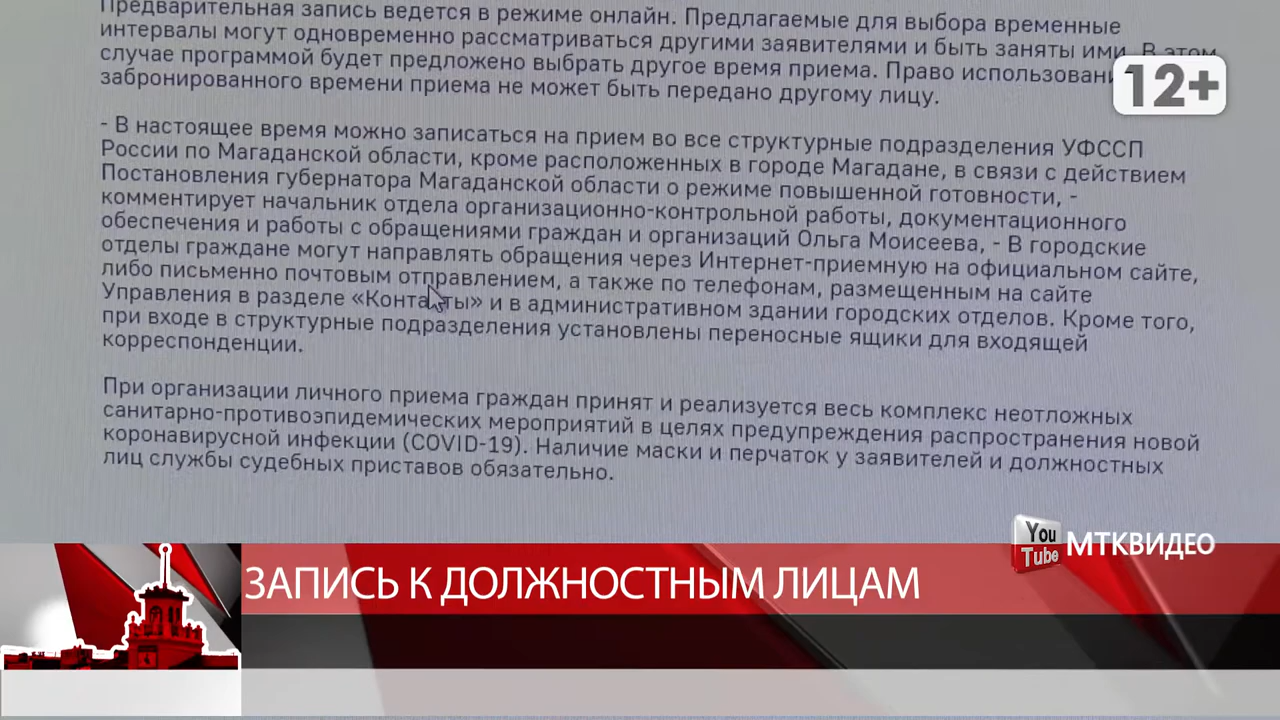 Предварительная запись ведется в режиме онлайн. Предлагаемые для выбора временные
интервалы могут одновременно рассматриваться другими заявителями и быть заняты ими. В этом
случае программой будет предложено выбрать другое время приема. Право
забронированного времени приема не может быть передано другому лицу.
- В настоящее время можно записаться на прием во все структурные подразделения УФССП
России по Магаданской области, кроме расположенных в городе Магадане, в связи с действием
Постановления губернатора Магаданской области о режиме повышенной готовности, -
комментирует начальник отдела организационно-контрольной работы, документационного
обеспечения и работы с обращениями граждан и организаций Ольга Моисеева, - В городские
отделы граждане могут направлять обращения через Интернет-приемную на официальном сайте,
либо письменно почтовым отправлением, а также по телефонам, размещенным на сайте
Управления в разделе «Контакты» и в административном здании городских отделов. Кроме того,
при входе в структурные подразделения установлены переносные ящики для входящей
корреспонденции.
При организации личного приема граждан принят и реализуется весь комплекс неотложных
санитарно-противоэпидемических мероприятий в целях предупреждения распространения новой
коронавирусной инфекции (COVID-19). Наличие маски и перчаток у заявителей и должностных
лиц службы судебных приставов обязательно.
12+
You
Tube
МТКВИДЕО
ЗАПИСЬ К ДОЛЖНОСТНЫМ ЛИЦАМ